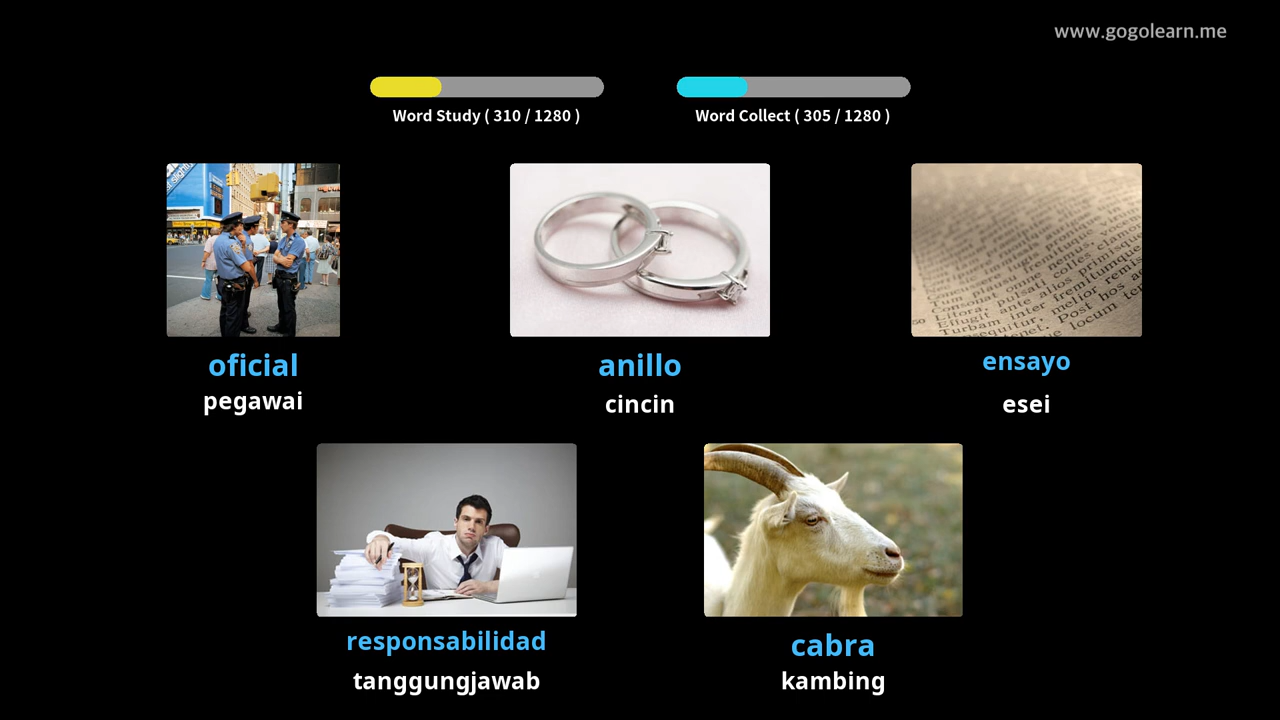 www.gogolearn.me
Word Study ( 310 / 1280 )
Word Collect ( 305 / 1280 )
oficial
pegawai
anillo
cincin
ensayo
esei
responsabilidad
tanggungjawab
cabra
kambing